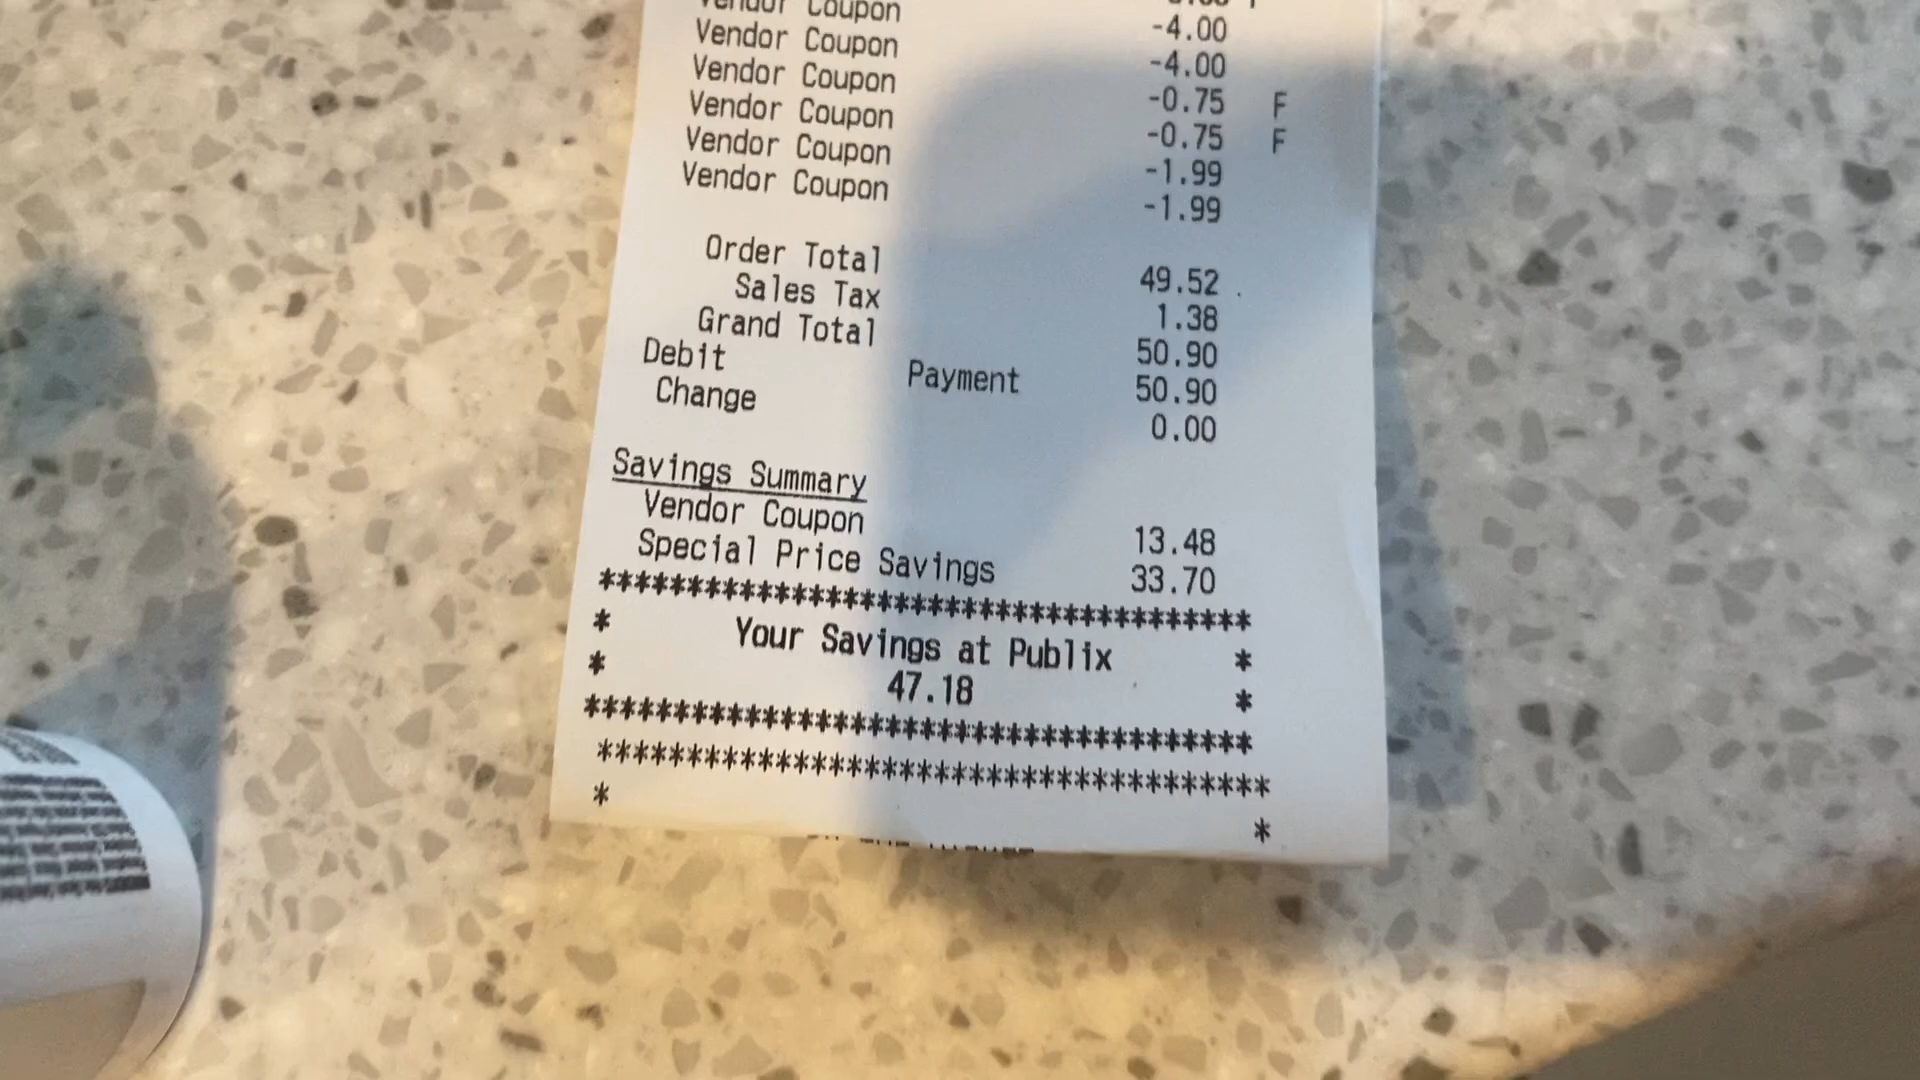 Vendor Coupon -4.00
Vendor Coupon -4.00
Vendor Coupon -0.75 F
Vendor Coupon -0.75 F
Vendor Coupon -1.99
Vendor Coupon -1.99
Order Total 49.52
Sales Tax 1.38
Grand Total 50.90
Debit Payment 50.90
Change 0.00
Savings Summary
Vendor Coupon 13.48
Special Price Savings 33.70
**************************************
* Your Savings at Publix *
* 47.18 *
**************************************
**************************************
* *